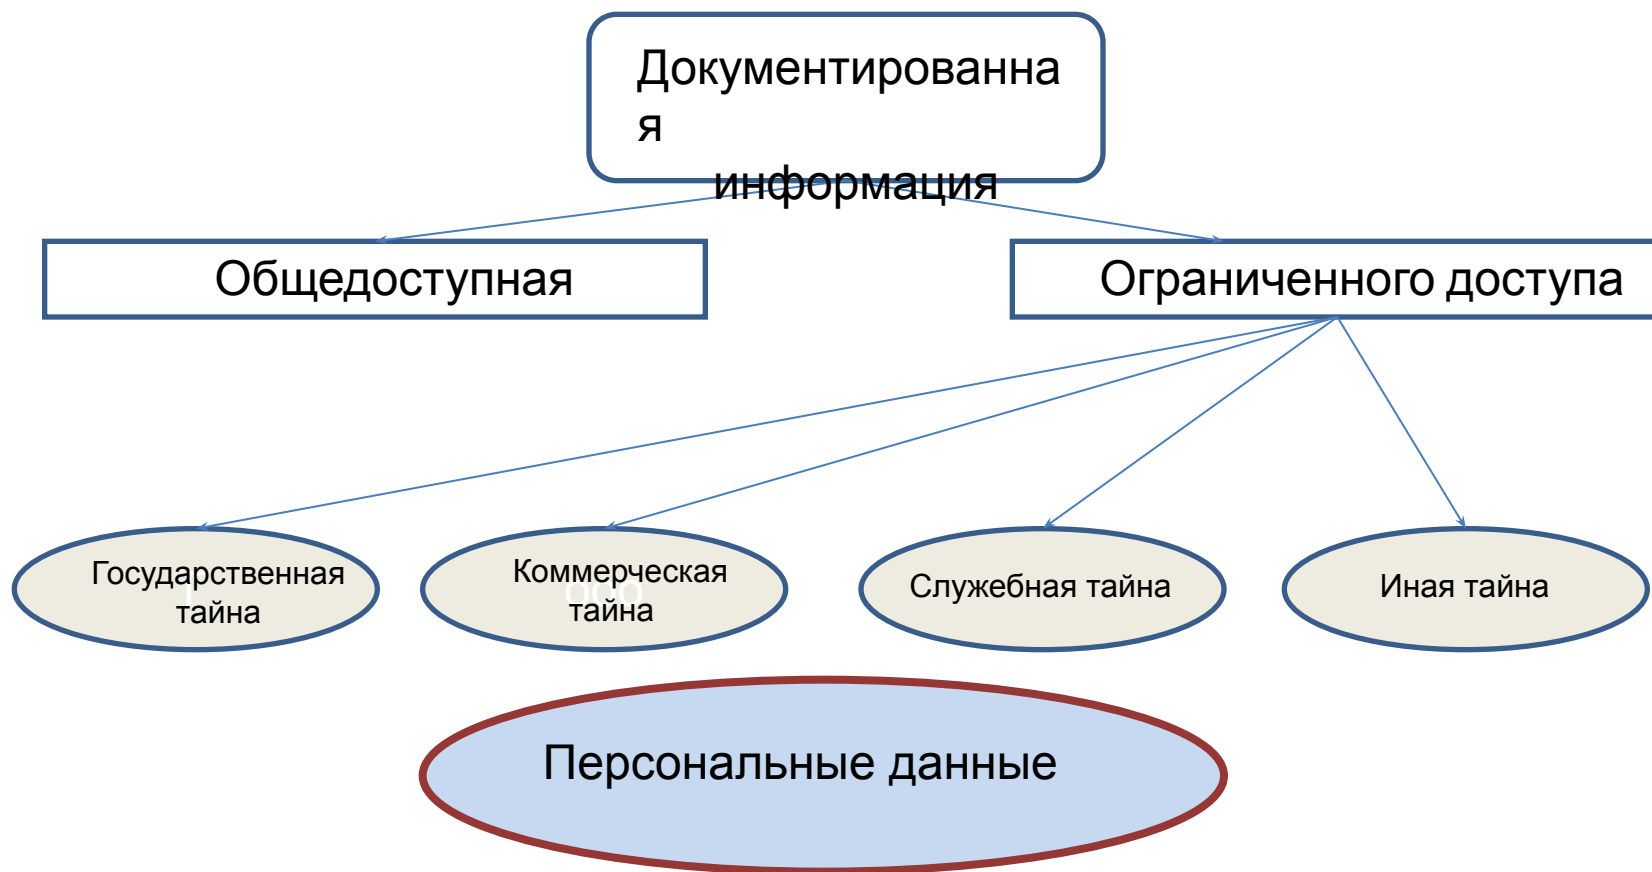 Документированна
я
информация
Общедоступная
Ограниченного доступа
Государственная
тайна
Коммерческая
тайна
Служебная тайна
Иная тайна
Персональные данные